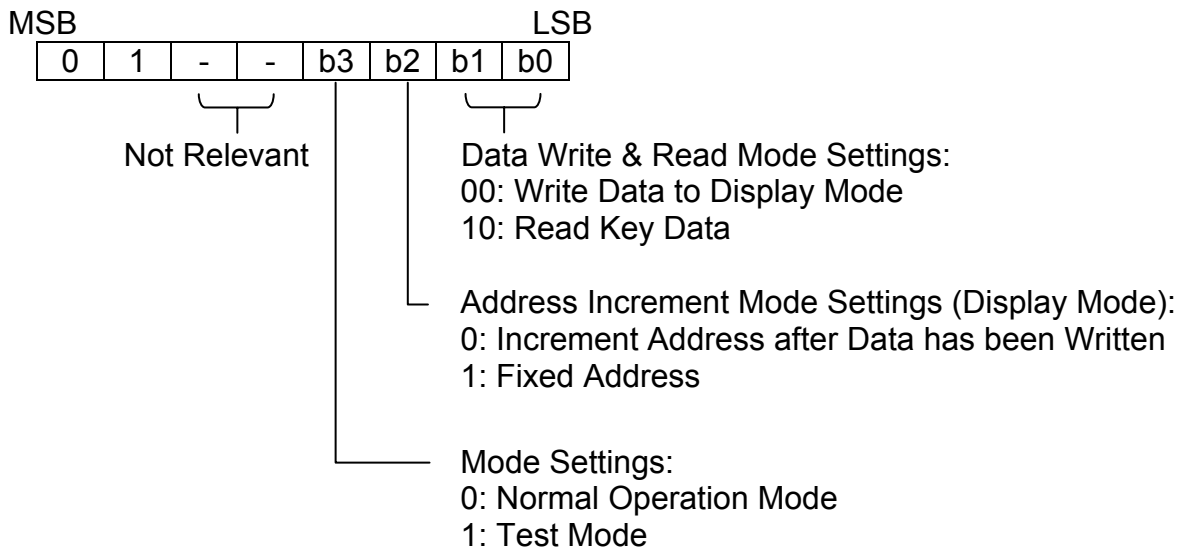 MSB LSB
0 1 - - b3 b2 b1 b0
Not Relevant
Data Write & Read Mode Settings:
00: Write Data to Display Mode
10: Read Key Data
Address Increment Mode Settings (Display Mode):
0: Increment Address after Data has been Written
1: Fixed Address
Mode Settings:
0: Normal Operation Mode
1: Test Mode